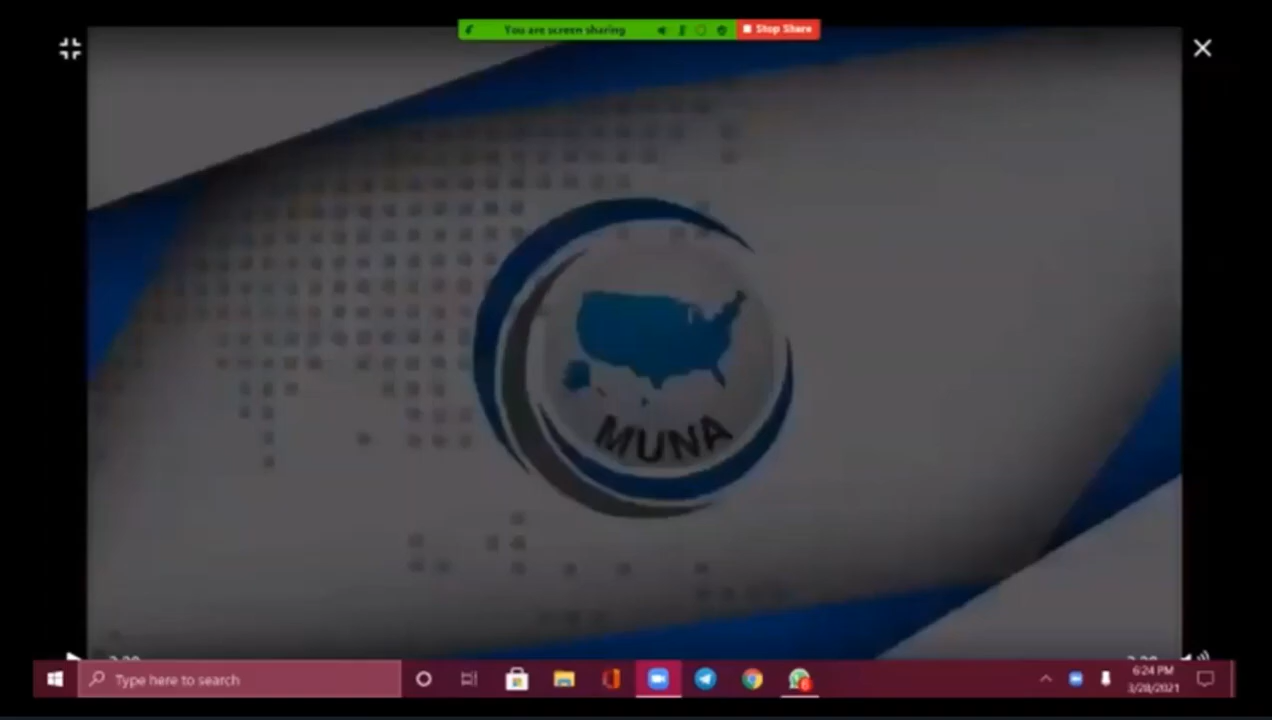 You are screen sharing
Stop Share
MUNA
Type here to search
6:24 PM
3/28/2021